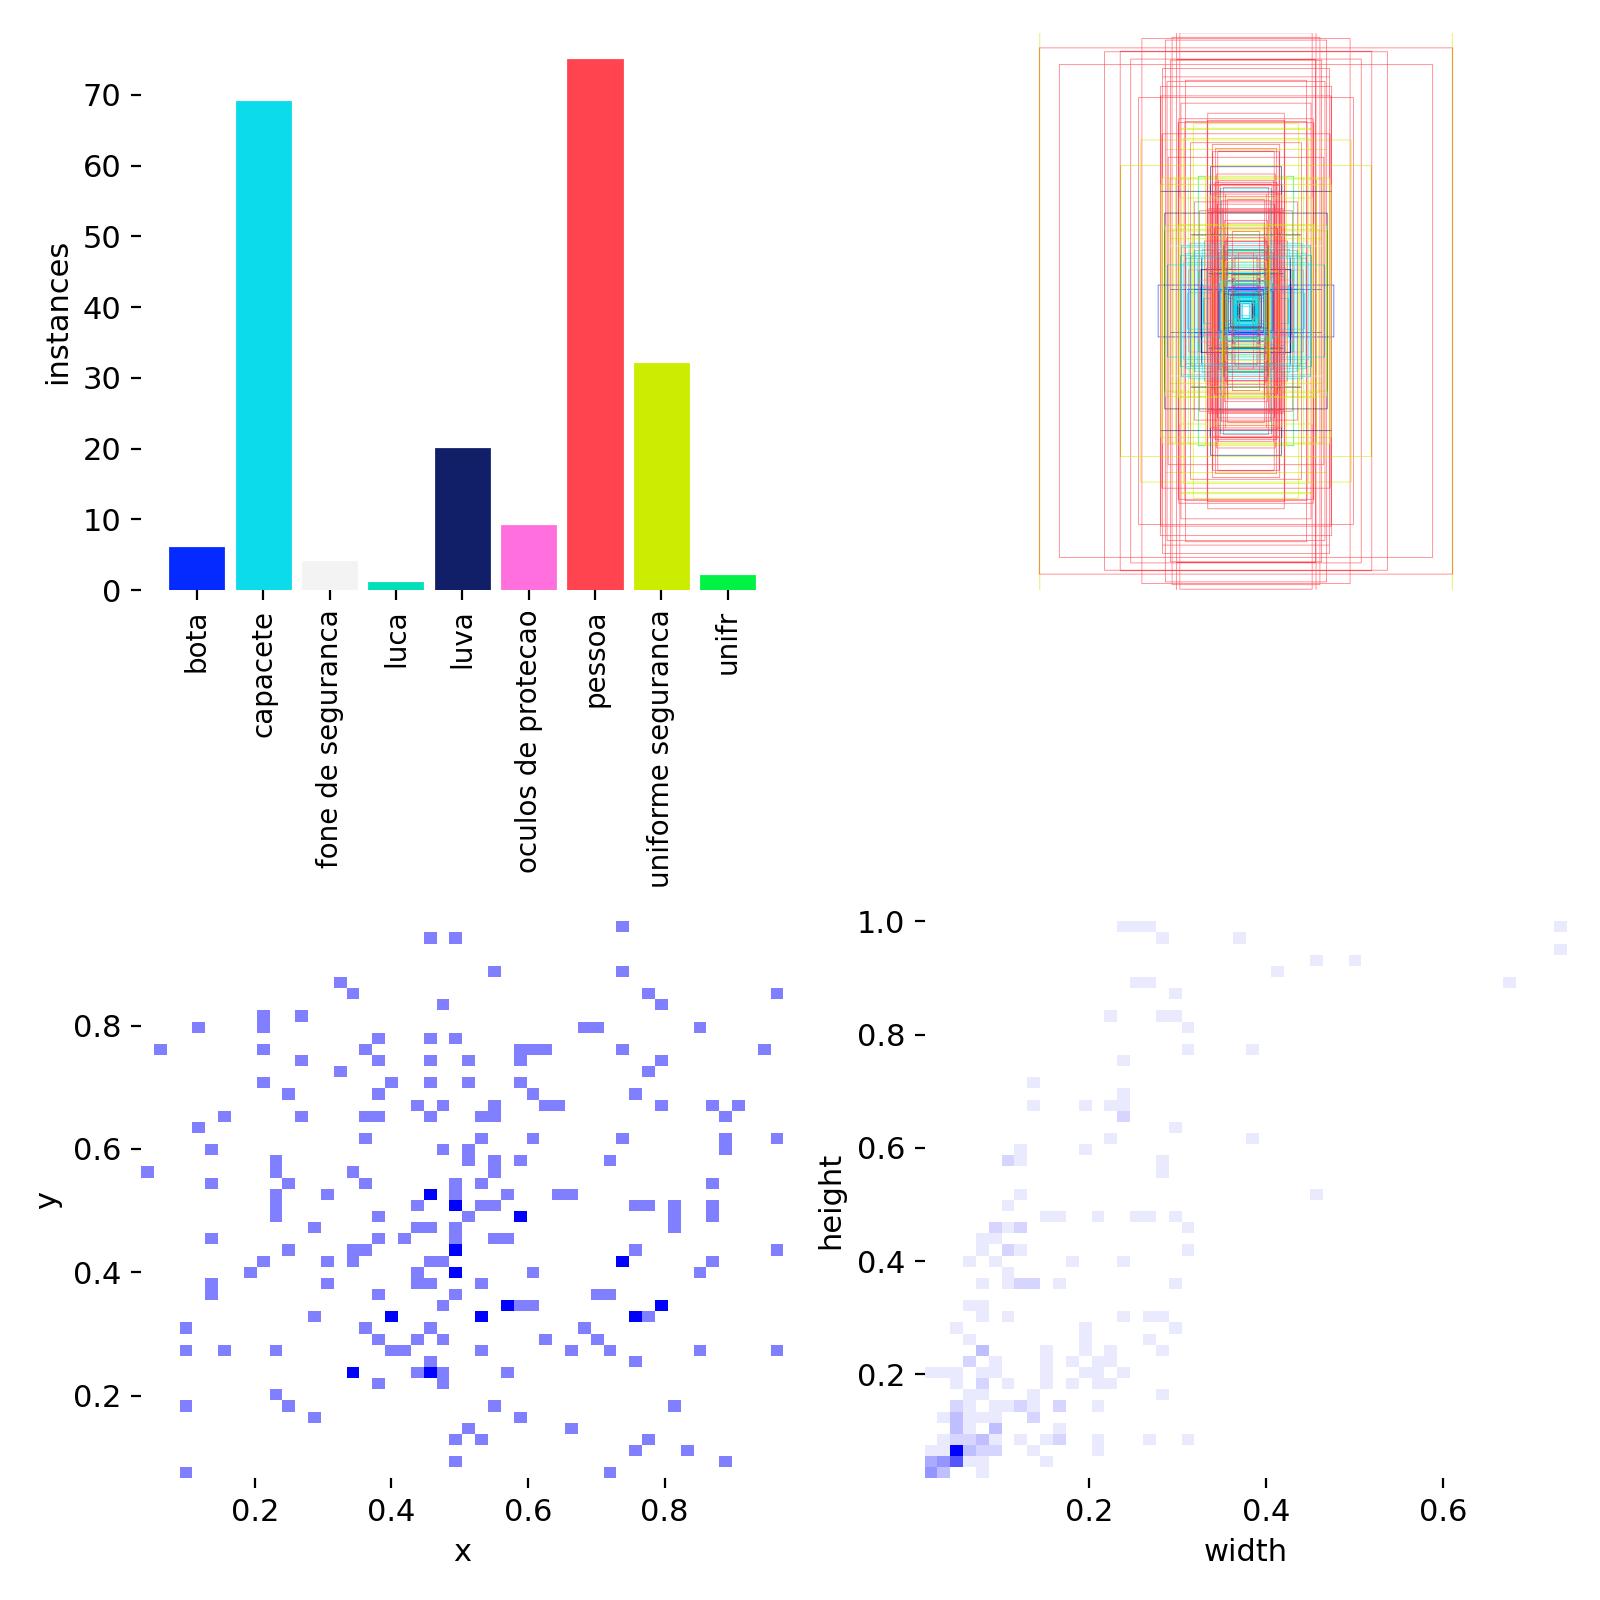 70
60
50
40
30
20
10
0
instances
bota
capacete
fone de seguranca
luca
luva
oculos de protecao
pessoa
uniforme seguranca
unifr
0.8
0.6
0.4
0.2
y
0.2 0.4 0.6 0.8
x
1.0
0.8
0.6
0.4
0.2
height
0.2 0.4 0.6
width